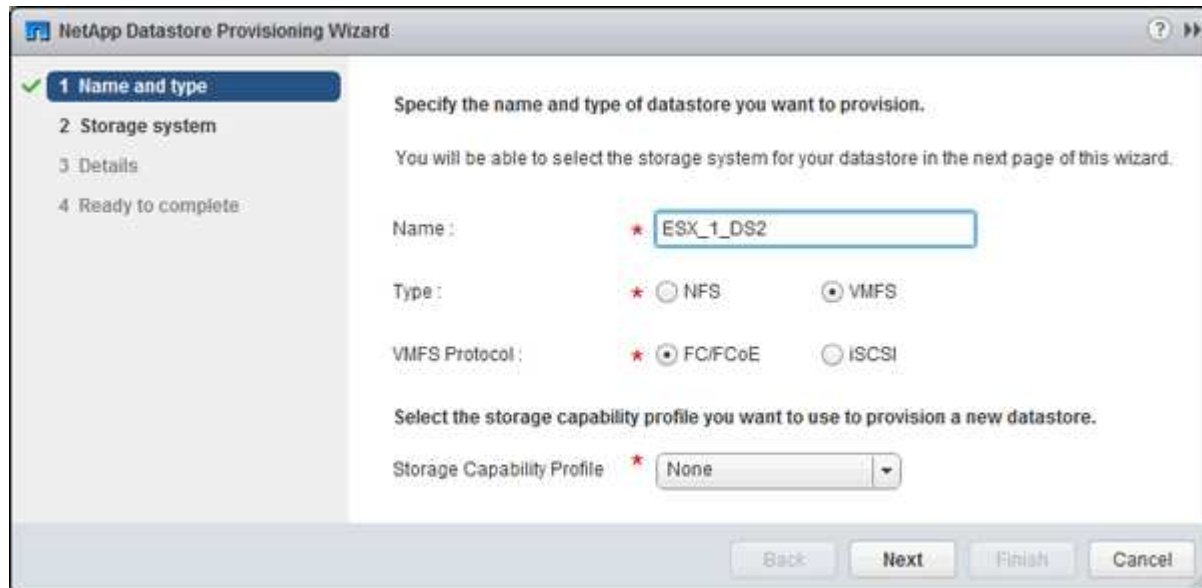 NetApp Datastore Provisioning Wizard
?
1 Name and type
2 Storage system
3 Details
4 Ready to complete
Specify the name and type of datastore you want to provision.
You will be able to select the storage system for your datastore in the next page of this wizard.
Name : * ESX_1_DS2
Type : * NFS VMFS
VMFS Protocol : * FC/FCoE iSCSI
Select the storage capability profile you want to use to provision a new datastore.
Storage Capability Profile * None
Back Next Finish Cancel